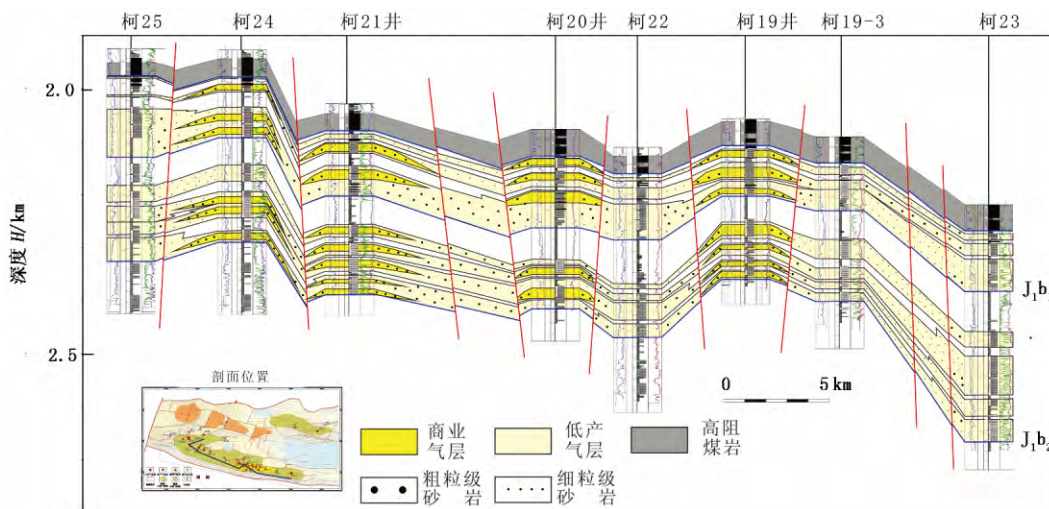 柯25 柯24 柯21井 柯20井 柯22 柯19井 柯19-3 柯23
2.0
深度 H/km
2.5
J₁b₁
J₁b₂
剖面位置
0 5km
商业气层
低产气层
高阻煤岩
粗粒级砂岩
细粒级砂岩